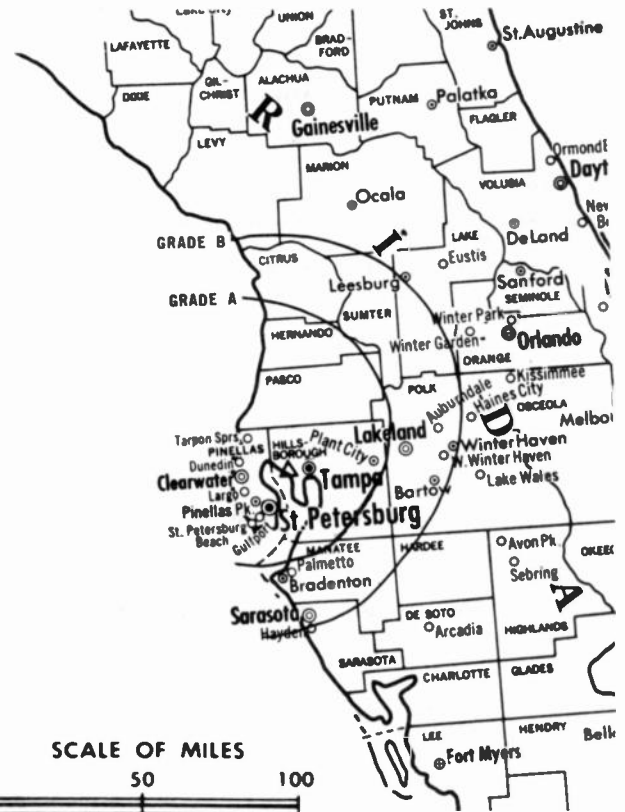 UNION
ST. JOHNS
St. Augustine
LAFAYETTE
BRAD-
FORD
DIXIE
GIL-
CHRIST
ALACHUA
PUTNAM
Palatka
R
Gainesville
FLAGLER
LEVY
MARION
VOLUSIA
Ocala
DeLand
GRADE B
I
LAKE
CITRUS
Eustis
Leesburg
Sanford
SEMINOLE
GRADE A
SUMTER
Winter Park
HERNANDO
Winter Garden
Orlando
ORANGE
PASCO
Kissimmee
POLK
Auburndale
Haines City
OSCEOLA
D
Tarpon Sprs.
PINELLAS
HILLS-
BOROUGH
Plant City
Lakeland
Dunedin
Winter Haven
Clearwater
Tampa
W. Winter Haven
Largo
Bartow
Lake Wales
Pinellas Pk.
St. Petersburg
St. Petersburg
Beach
Gulfport
MANATEE
HARDEE
Avon Pk.
Palmetto
Sebring
Bradenton
A
Sarasota
DE SOTO
Hayden
Arcadia
HIGHLANDS
SARASOTA
CHARLOTTE
GLADES
LEE
HENDRY
Fort Myers
SCALE OF MILES
50 100